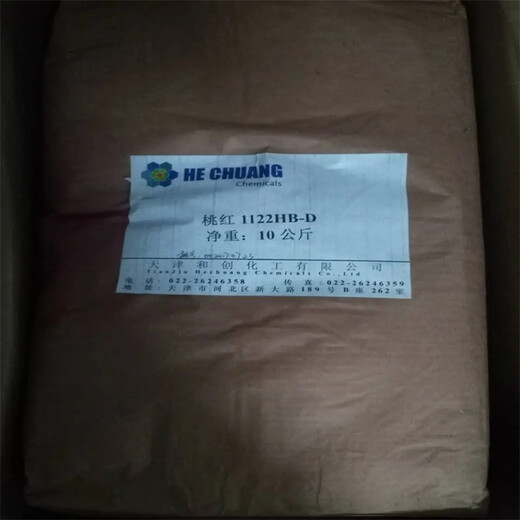 HE CHUANG
Chemicals
桃红 1122HB-D
净重：10公斤
天津和创化工有限公司
TianJin Hechuang Chemicals Co.,Ltd
电话：022-26246358 传真：022-26246359
地址：天津市河北区新大路189号B座262室